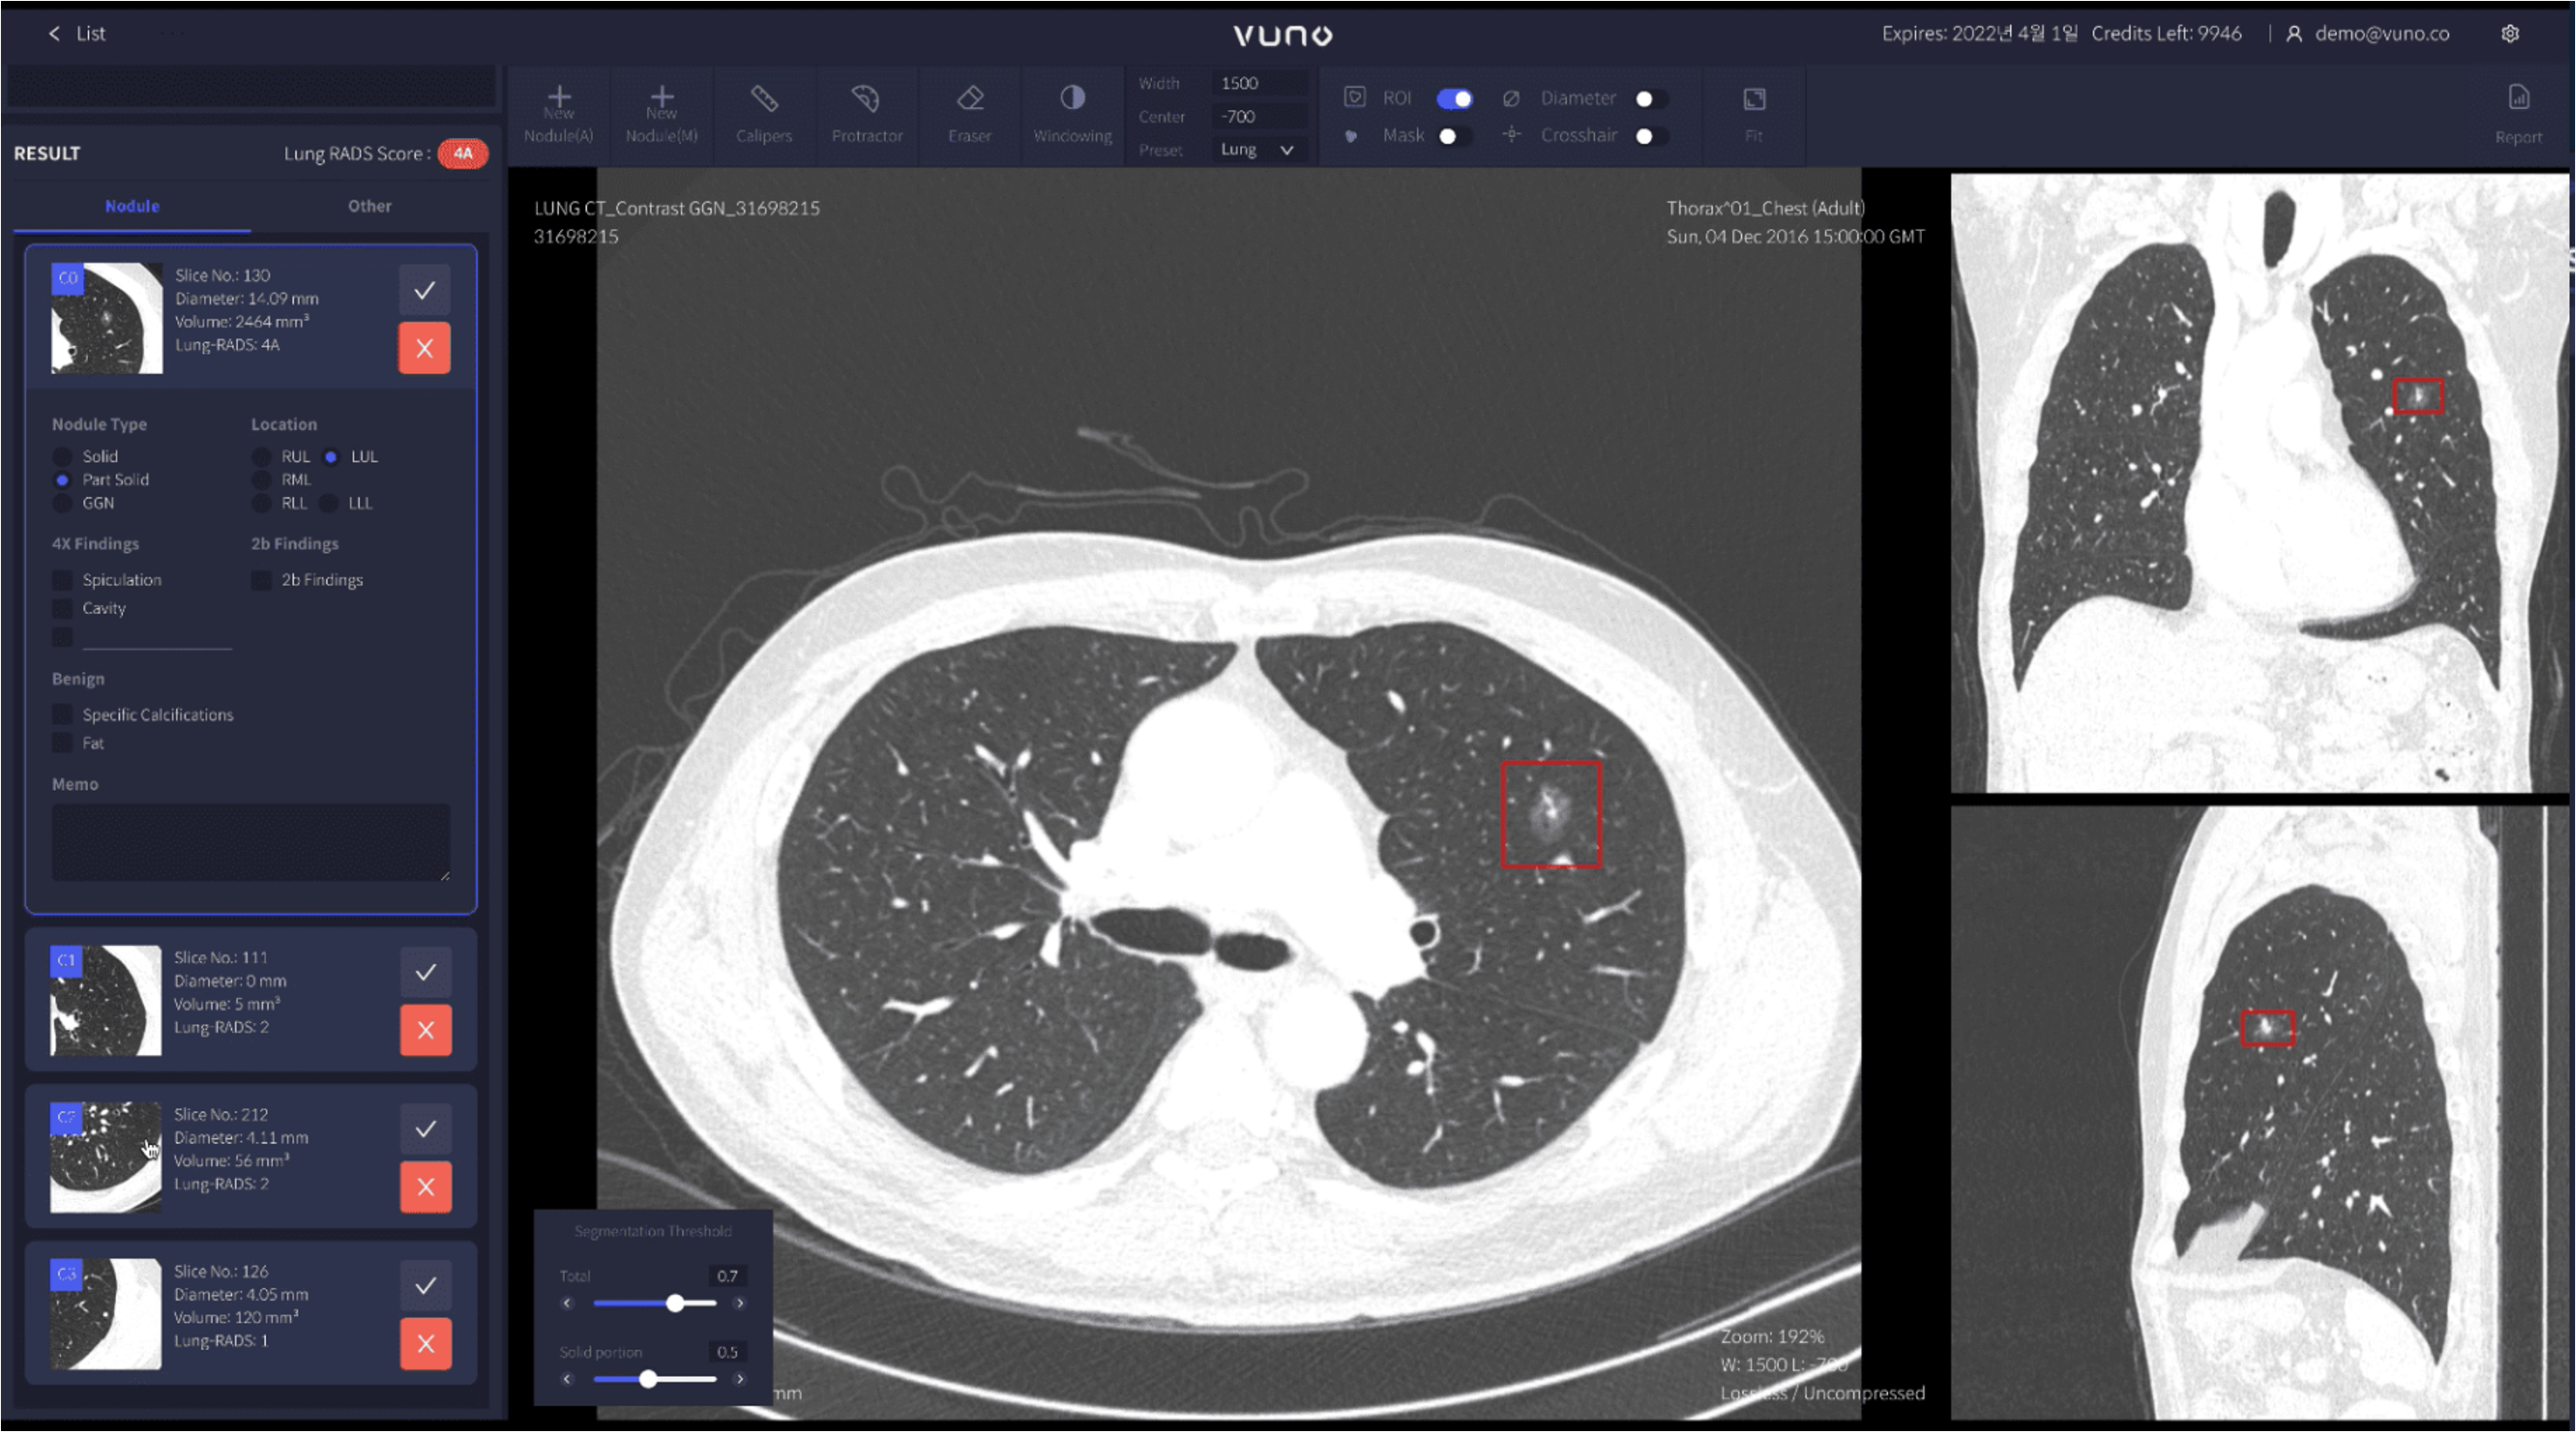 List
vuno
Expires: 2022년 4월 1일 Credits Left: 9946 | demo@vuno.co
New Nodule(A)
New Nodule(M)
Calipers
Protractor
Eraser
Windowing
Width 1500
Center -700
Preset Lung
ROI
Mask
Diameter
Crosshair
Fit
Report
RESULT
Lung RADS Score : 4A
Nodule Other
C0
Slice No.: 130
Diameter: 14.09 mm
Volume: 2464 mm³
Lung-RADS: 4A
Nodule Type
Solid
Part Solid
GGN
Location
RUL LUL
RML
RLL LLL
4X Findings
Spiculation
Cavity
2b Findings
2b Findings
Benign
Specific Calcifications
Fat
Memo
C1
Slice No.: 111
Diameter: 0 mm
Volume: 5 mm³
Lung-RADS: 2
C2
Slice No.: 212
Diameter: 4.11 mm
Volume: 56 mm³
Lung-RADS: 2
C3
Slice No.: 126
Diameter: 4.05 mm
Volume: 120 mm³
Lung-RADS: 1
LUNG CT_Contrast GGN_31698215
31698215
Thorax^01_Chest (Adult)
Sun, 04 Dec 2016 15:00:00 GMT
Segmentation Threshold
Total 0.7
Solid portion 0.5
mm
Zoom: 192%
W: 1500 L: -700
Lossless / Uncompressed